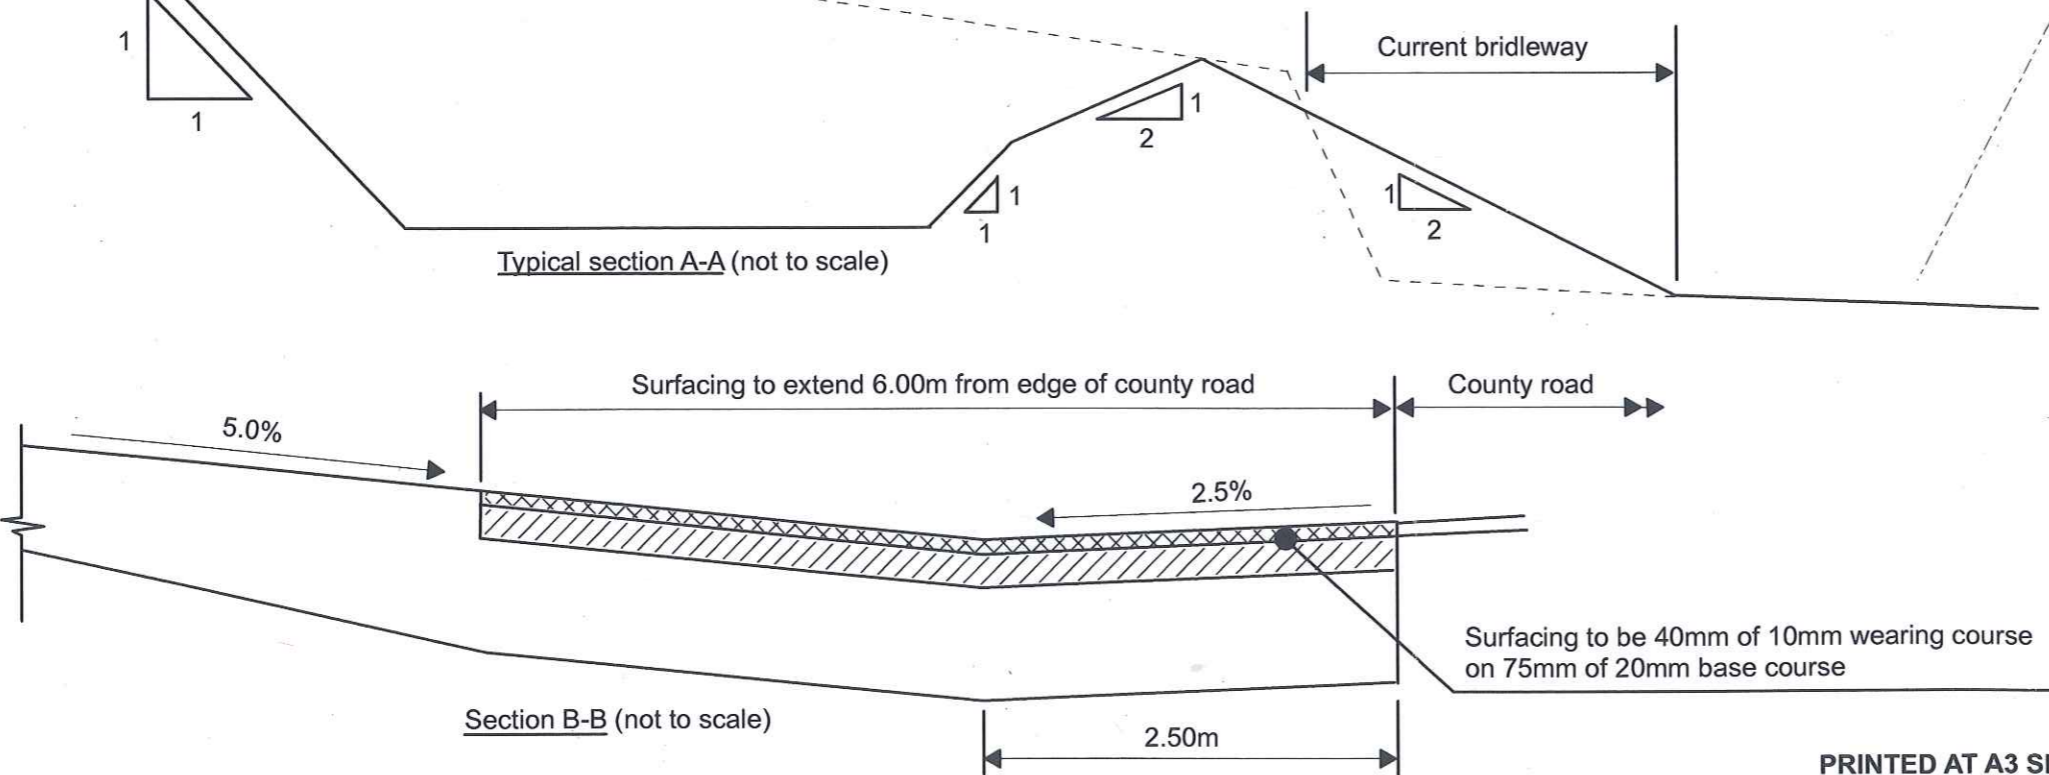 1
1
Current bridleway
1
2
1
1
1
2
Typical section A-A (not to scale)
Surfacing to extend 6.00m from edge of county road
County road
5.0%
2.5%
Surfacing to be 40mm of 10mm wearing course
on 75mm of 20mm base course
Section B-B (not to scale)
2.50m
PRINTED AT A3